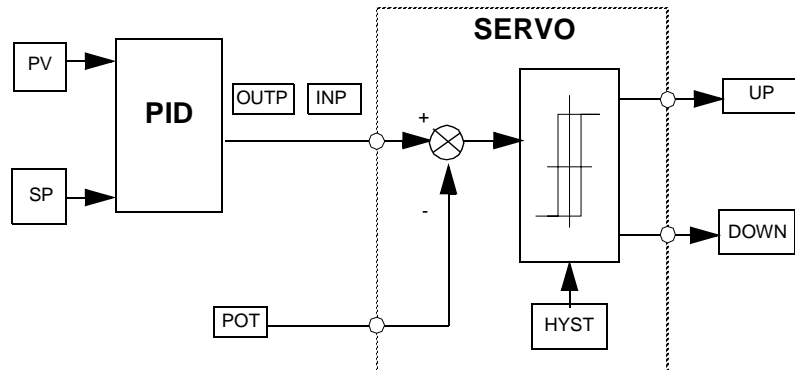 SERVO
PV
OUTP
INP
UP
PID
+
SP
-
DOWN
POT
HYST